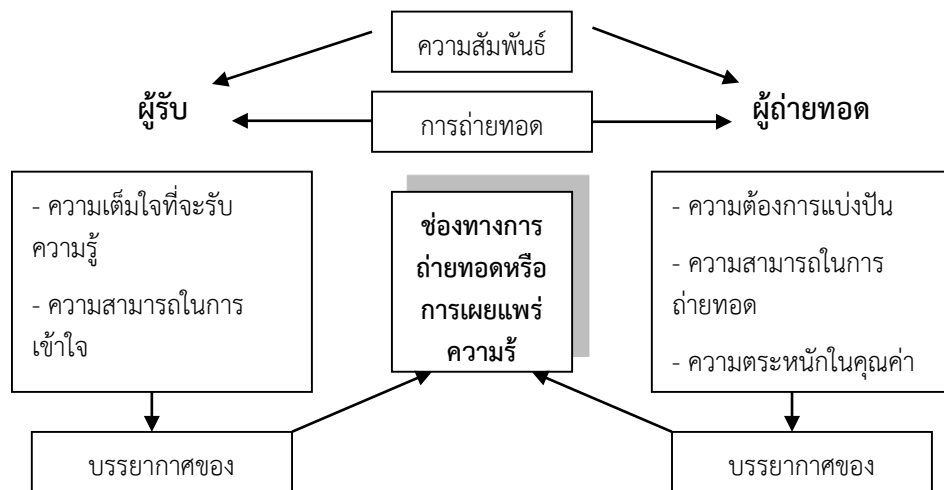 ความสัมพันธ์
ผู้รับ
ผู้ถ่ายทอด
การถ่ายทอด
- ความเต็มใจที่จะรับ
ความรู้
- ความสามารถในการ
เข้าใจ
ช่องทางการ
ถ่ายทอดหรือ
การเผยแพร่
ความร้
- ความต้องการแบ่งปัน
- ความสามารถในการ
ถ่ายทอด
- ความตระหนักในคุณค่า
บรรยากาศของ
บรรยากาศของ